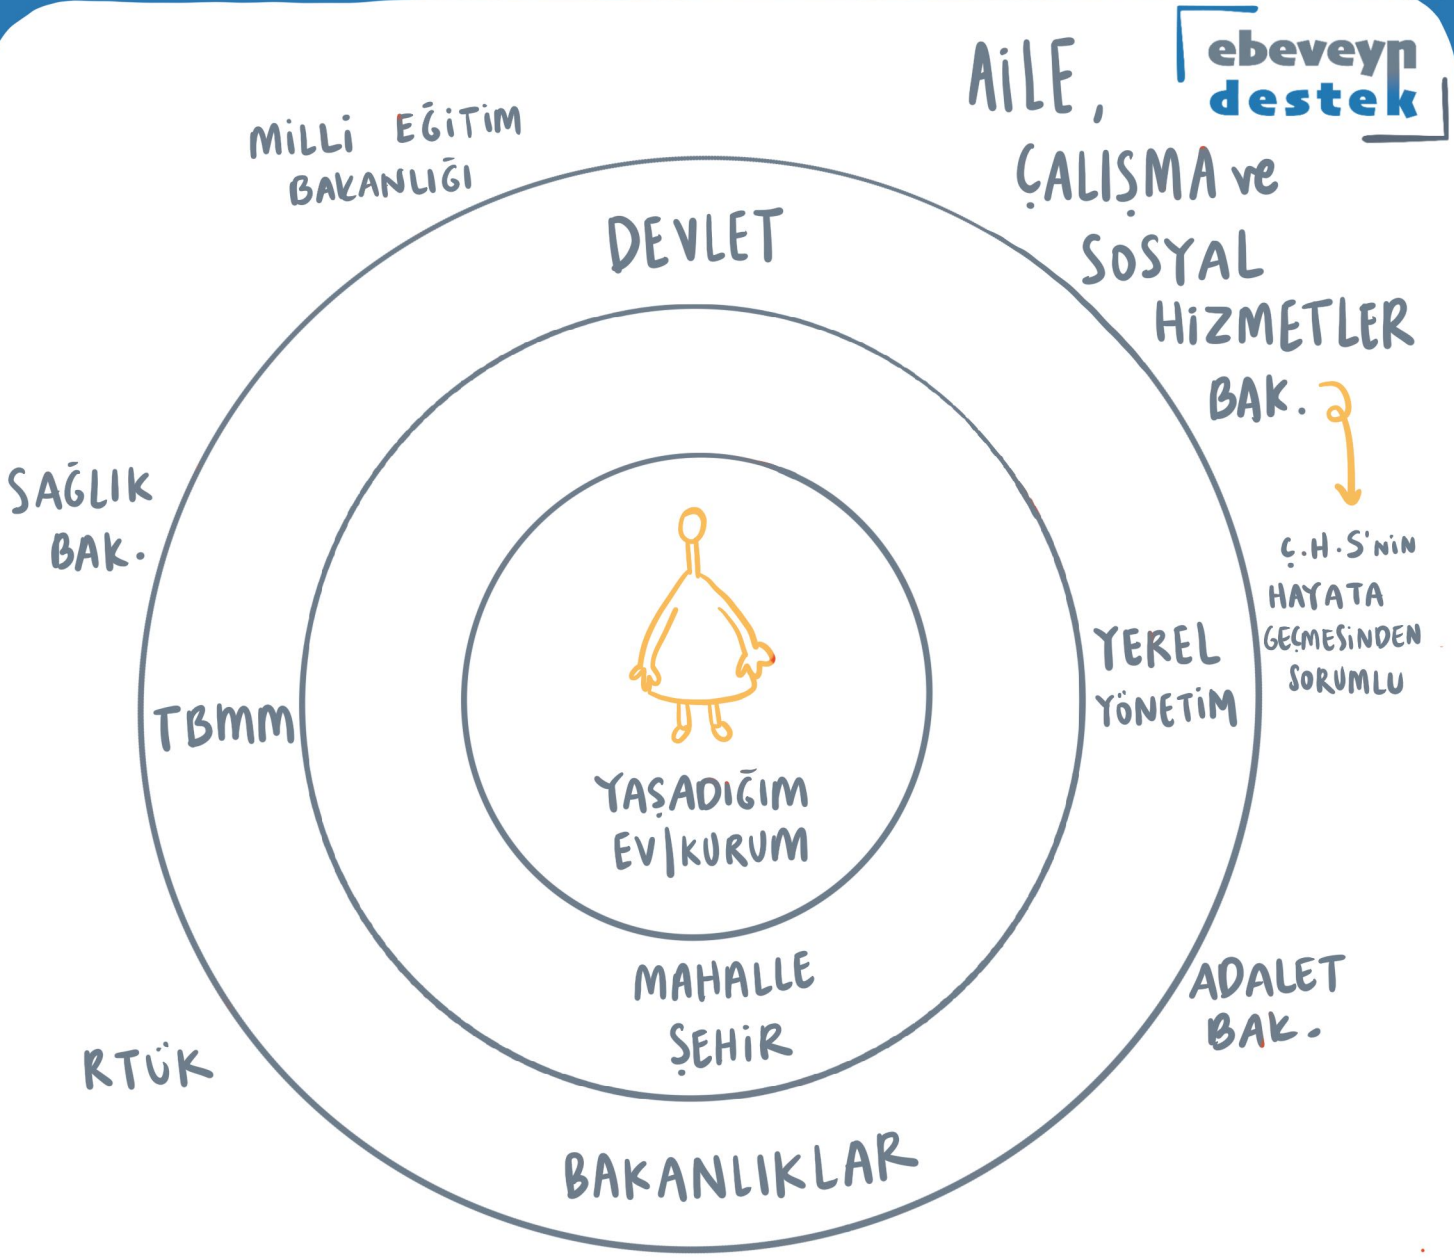 ebeveyn
destek
AİLE,
ÇALIŞMA ve
SOSYAL
HİZMETLER
BAK.
Ç.H.S'NİN
HAYATA
GEÇMESİNDEN
SORUMLU
MİLLİ EĞİTİM
BAKANLIĞI
DEVLET
SAĞLIK
BAK.
TBMM
YEREL
YÖNETİM
YAŞADIĞIM
EV/KURUM
MAHALLE
ŞEHİR
ADALET
BAK.
RTÜK
BAKANLIKLAR